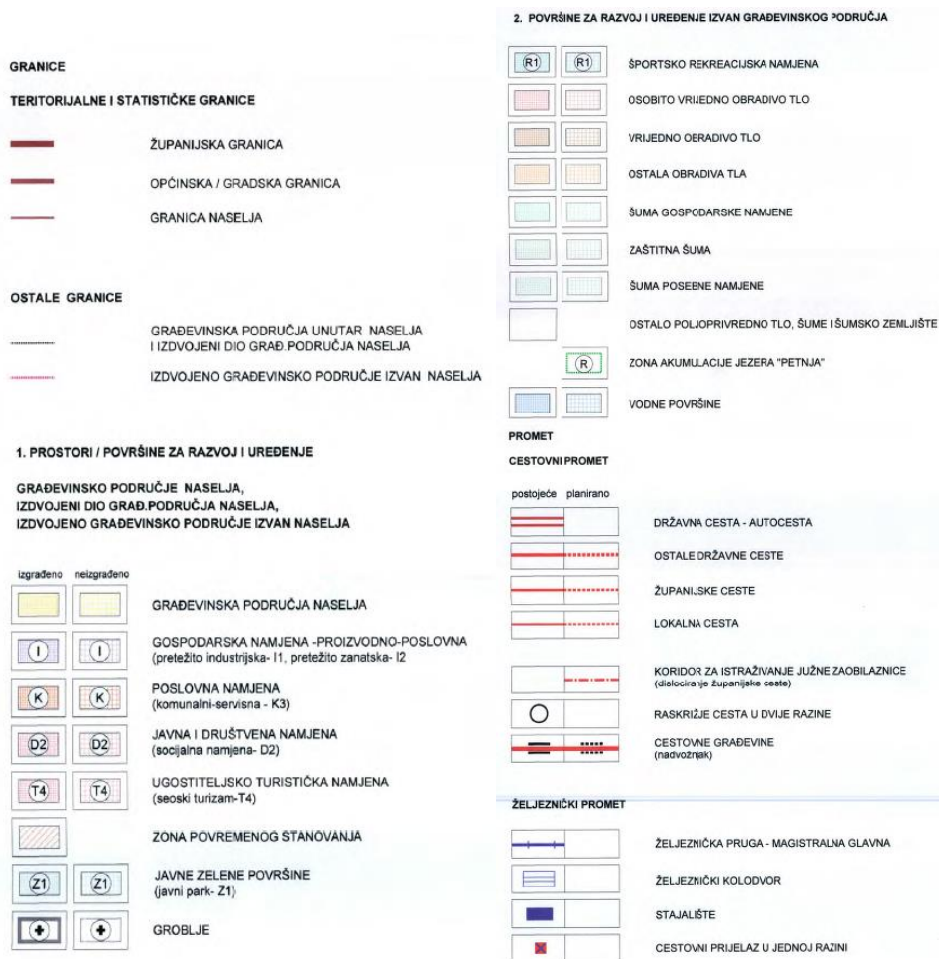 GRANICE
TERITORIJALNE I STATISTIČKE GRANICE
ŽUPANIJSKA GRANICA
OPĆINSKA / GRADSKA GRANICA
GRANICA NASELJA
OSTALE GRANICE
GRAĐEVINSKA PODRUČJA UNUTAR NASELJA
I IZDVOJENI DIO GRAĐ.PODRUČJA NASELJA
IZDVOJENO GRAĐEVINSKO PODRUČJE IZVAN NASELJA
1. PROSTORI / POVRŠINE ZA RAZVOJ I UREĐENJE
GRAĐEVINSKO PODRUČJE NASELJA,
IZDVOJENI DIO GRAĐ.PODRUČJA NASELJA,
IZDVOJENO GRAĐEVINSKO PODRUČJE IZVAN NASELJA
izgrađeno neizgrađeno
GRAĐEVINSKA PODRUČJA NASELJA
I I GOSPODARSKA NAMJENA -PROIZVODNO-POSLOVNA
(pretežito industrijska- I1, pretežito zanatska- I2
K K POSLOVNA NAMJENA
(komunalni-servisna - K3)
D2 D2 JAVNA I DRUŠTVENA NAMJENA
(socijalna namjena- D2)
T4 T4 UGOSTITELJSKO TURISTIČKA NAMJENA
(seoski turizam-T4)
ZONA POVREMENOG STANOVANJA
Z1 Z1 JAVNE ZELENE POVRŠINE
(javni park- Z1)
GROBLJE
2. POVRŠINE ZA RAZVOJ I UREĐENJE IZVAN GRAĐEVINSKOG PODRUČJA
R1 R1 ŠPORTSKO REKREACIJSKA NAMJENA
OSOBITO VRIJEDNO OBRADIVO TLO
VRIJEDNO OBRADIVO TLO
OSTALA OBRADIVA TLA
ŠUMA GOSPODARSKE NAMJENE
ZAŠTITNA ŠUMA
ŠUMA POSEBNE NAMJENE
OSTALO POLJOPRIVREDNO TLO, ŠUME I ŠUMSKO ZEMLJIŠTE
R ZONA AKUMULACIJE JEZERA "PETNJA"
VODNE POVRŠINE
PROMET
CESTOVNI PROMET
postojeće planirano
DRŽAVNA CESTA - AUTOCESTA
OSTALE DRŽAVNE CESTE
ŽUPANIJSKE CESTE
LOKALNA CESTA
KORIDOR ZA ISTRAŽIVANJE JUŽNE ZAOBILAZNICE
(dislociranje županijske ceste)
RASKRIŽJE CESTA U DVIJE RAZINE
CESTOVNE GRAĐEVINE
(nadvožnjak)
ŽELJEZNIČKI PROMET
ŽELJEZNIČKA PRUGA - MAGISTRALNA GLAVNA
ŽELJEZNIČKI KOLODVOR
STAJALIŠTE
CESTOVNI PRIJELAZ U JEDNOJ RAZINI